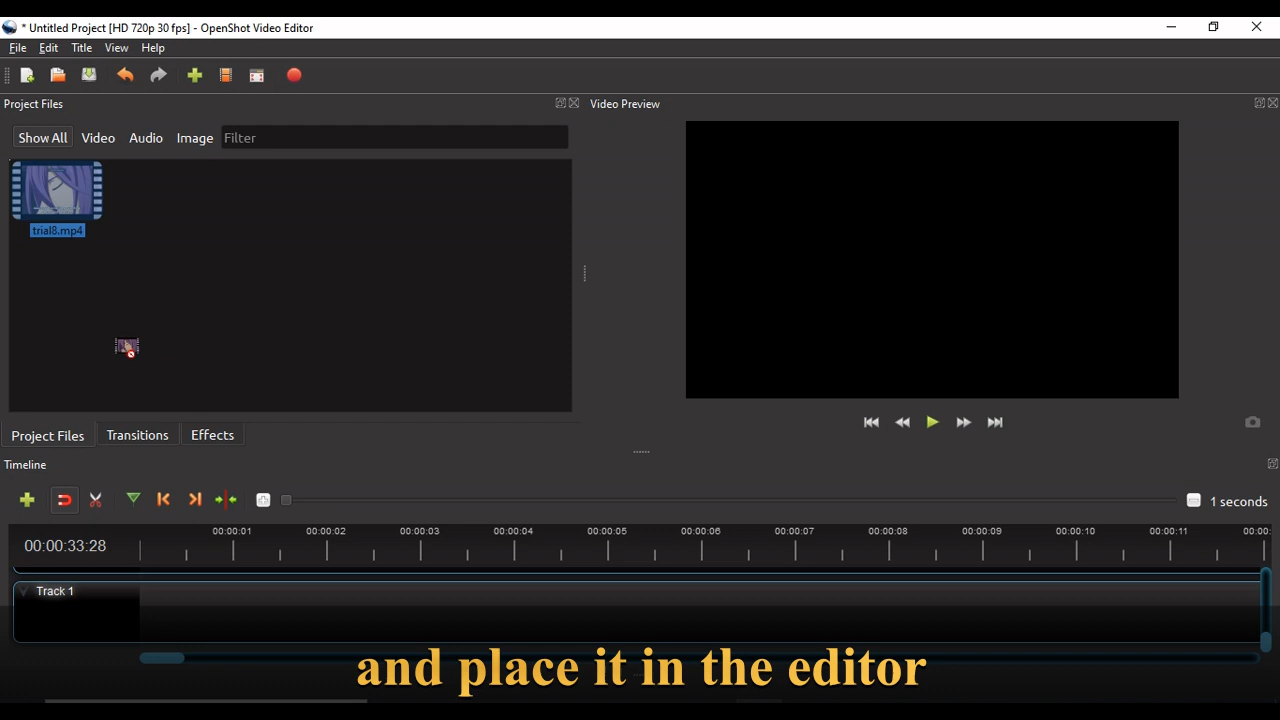 * Untitled Project [HD 720p 30 fps] - OpenShot Video Editor
File Edit Title View Help
Project Files
Video Preview
Show All Video Audio Image Filter
trial8.mp4
Project Files Transitions Effects
Timeline
1 seconds
00:00:33:28
00:00:01 00:00:02 00:00:03 00:00:04 00:00:05 00:00:06 00:00:07 00:00:08 00:00:09 00:00:10 00:00:11 00:00:
Track 1
and place it in the editor